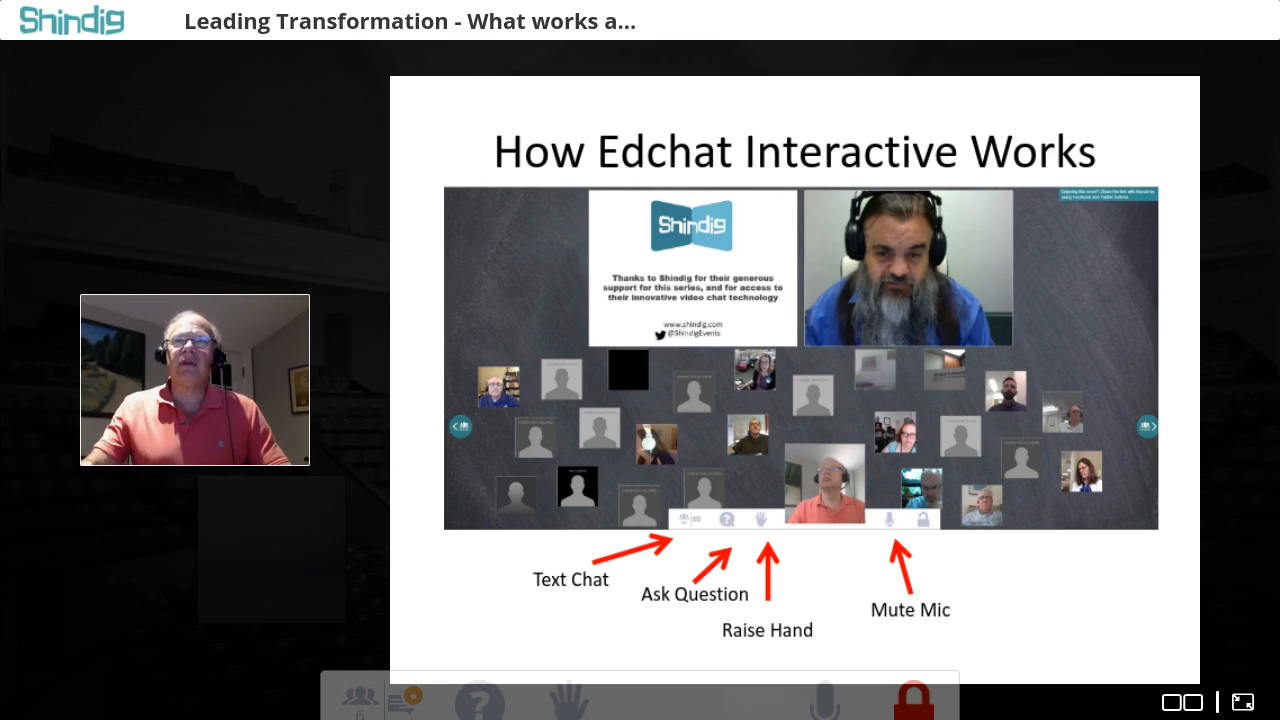 Shindig
Leading Transformation - What works a...
How Edchat Interactive Works
Shindig
Thanks to Shindig for their generous
support for this series, and for access to
their innovative video chat technology
www.shindig.com
@ShindigEvents
Text Chat
Ask Question
Raise Hand
Mute Mic
6